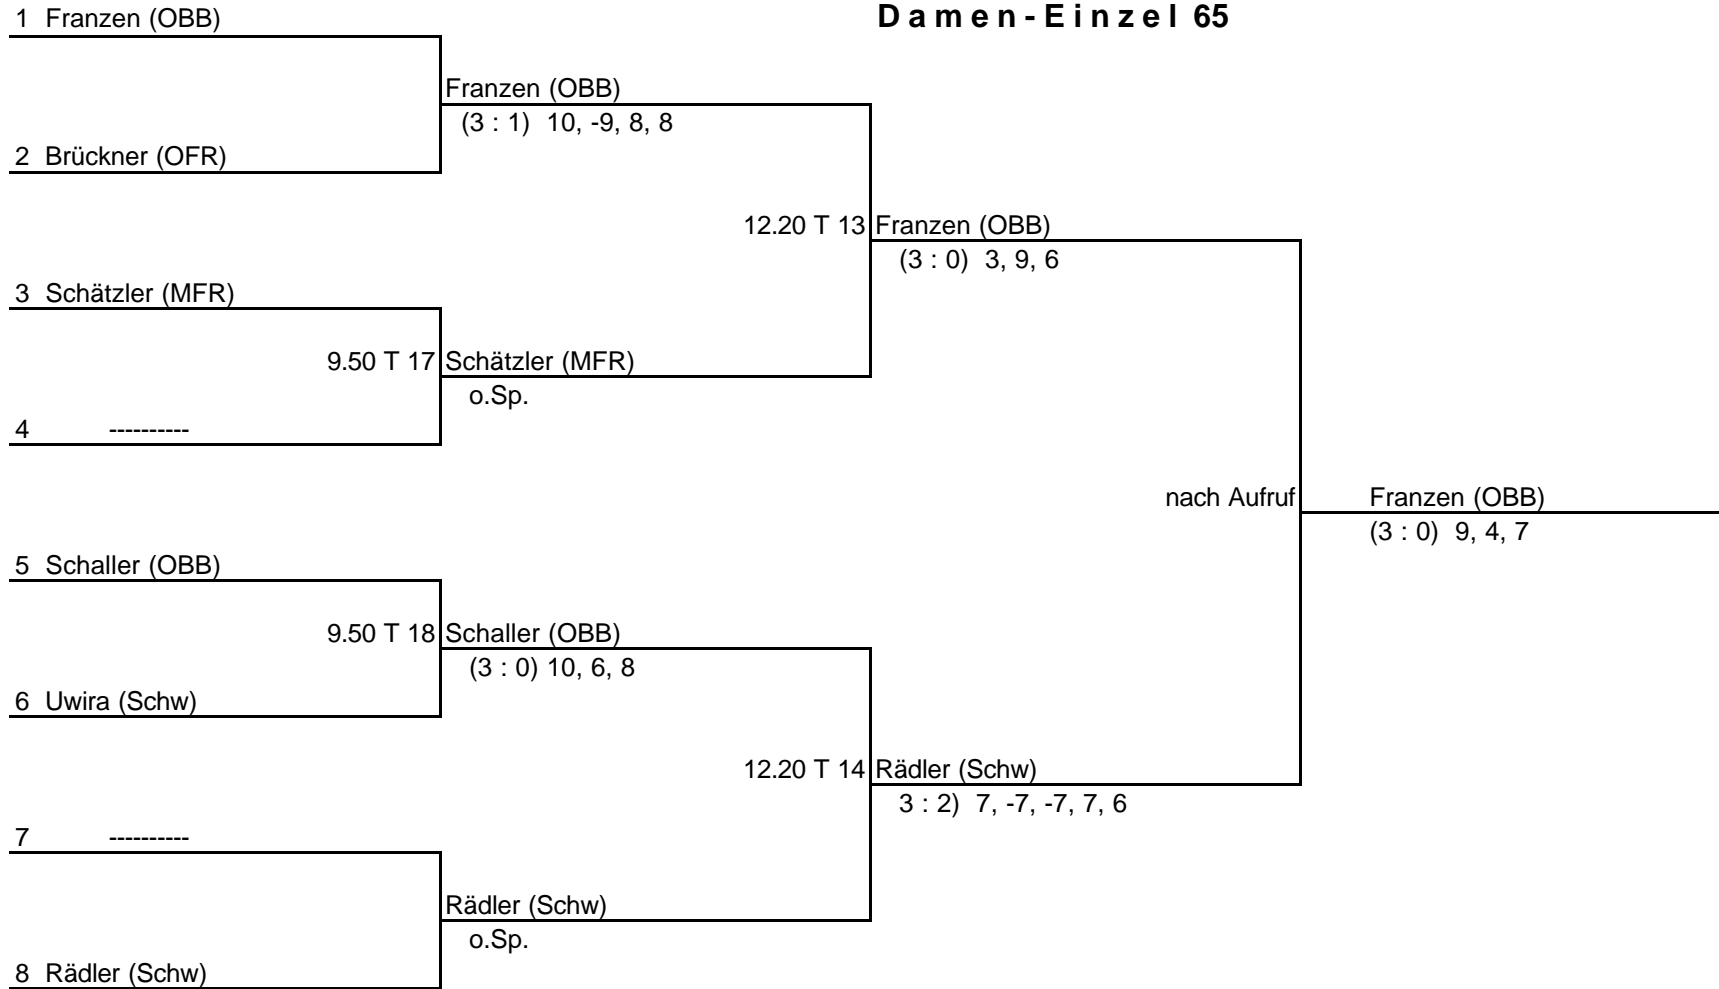 1 Franzen (OBB)
D a m e n - E i n z e l 65
Franzen (OBB)
(3 : 1) 10, -9, 8, 8
2 Brückner (OFR)
12.20 T 13 Franzen (OBB)
(3 : 0) 3, 9, 6
3 Schätzler (MFR)
9.50 T 17 Schätzler (MFR)
o.Sp.
4 ----------
nach Aufruf Franzen (OBB)
(3 : 0) 9, 4, 7
5 Schaller (OBB)
9.50 T 18 Schaller (OBB)
(3 : 0) 10, 6, 8
6 Uwira (Schw)
12.20 T 14 Rädler (Schw)
3 : 2) 7, -7, -7, 7, 6
7 ----------
Rädler (Schw)
o.Sp.
8 Rädler (Schw)